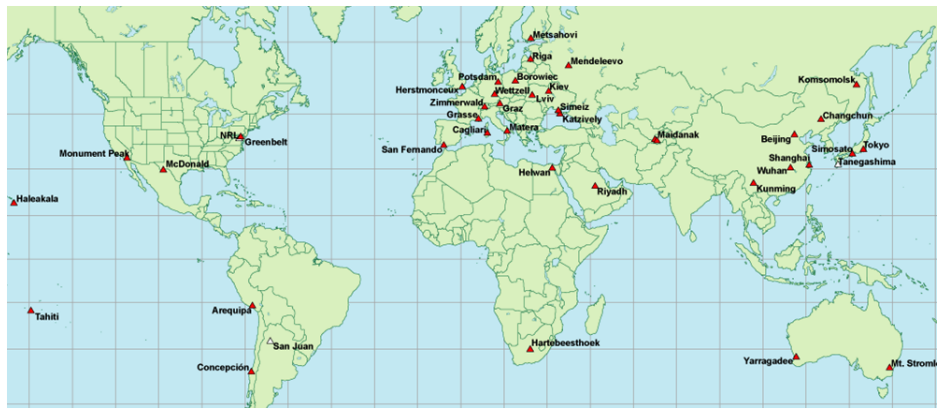 Metsahovi
Riga
Mendeleevo
Potsdam
Borowiec
Komsomolsk
Herstmonceux
Wettzell
Kiev
Lviv
Zimmerwald
Graz
Simeiz
Katzively
Grasse
Changchun
Cagliari
Matera
NRL
Greenbelt
Maidanak
Beijing
San Fernando
Simosato
Tokyo
Monument Peak
McDonald
Shanghai
Tanegashima
Helwan
Wuhan
Riyadh
Kunming
Haleakala
Arequipa
Tahiti
San Juan
Hartebeesthoek
Yarragadee
Mt. Stromlo
Concepción